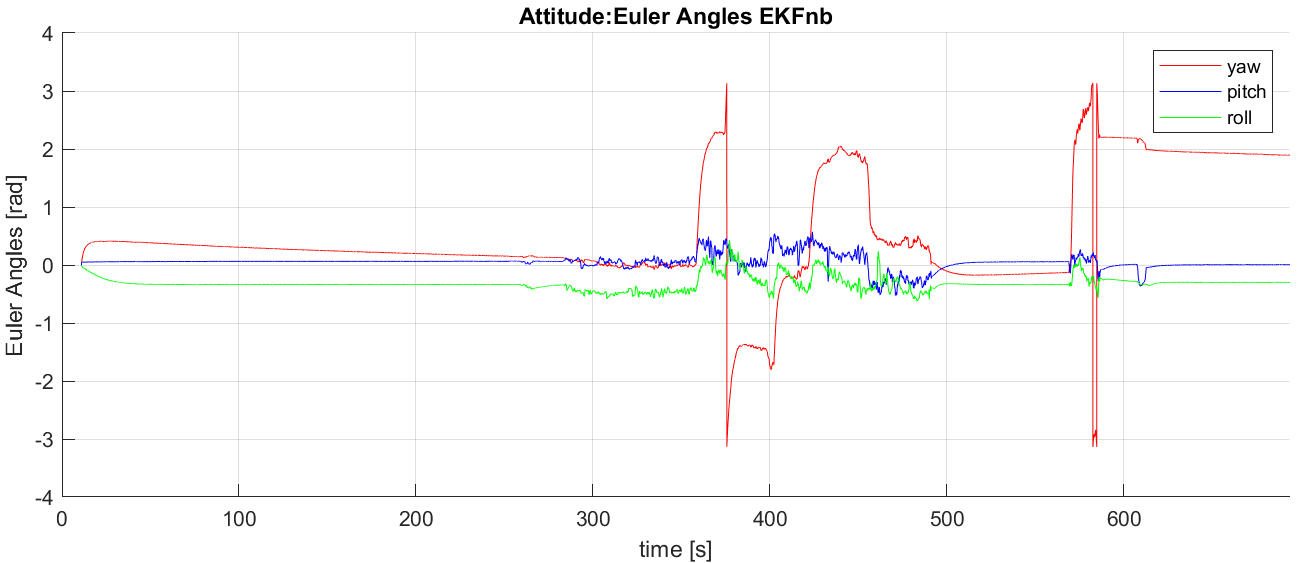 Attitude:Euler Angles EKFnb
4
3
2
1
0
-1
-2
-3
-4
Euler Angles [rad]
yaw
pitch
roll
0 100 200 300 400 500 600
time [s]